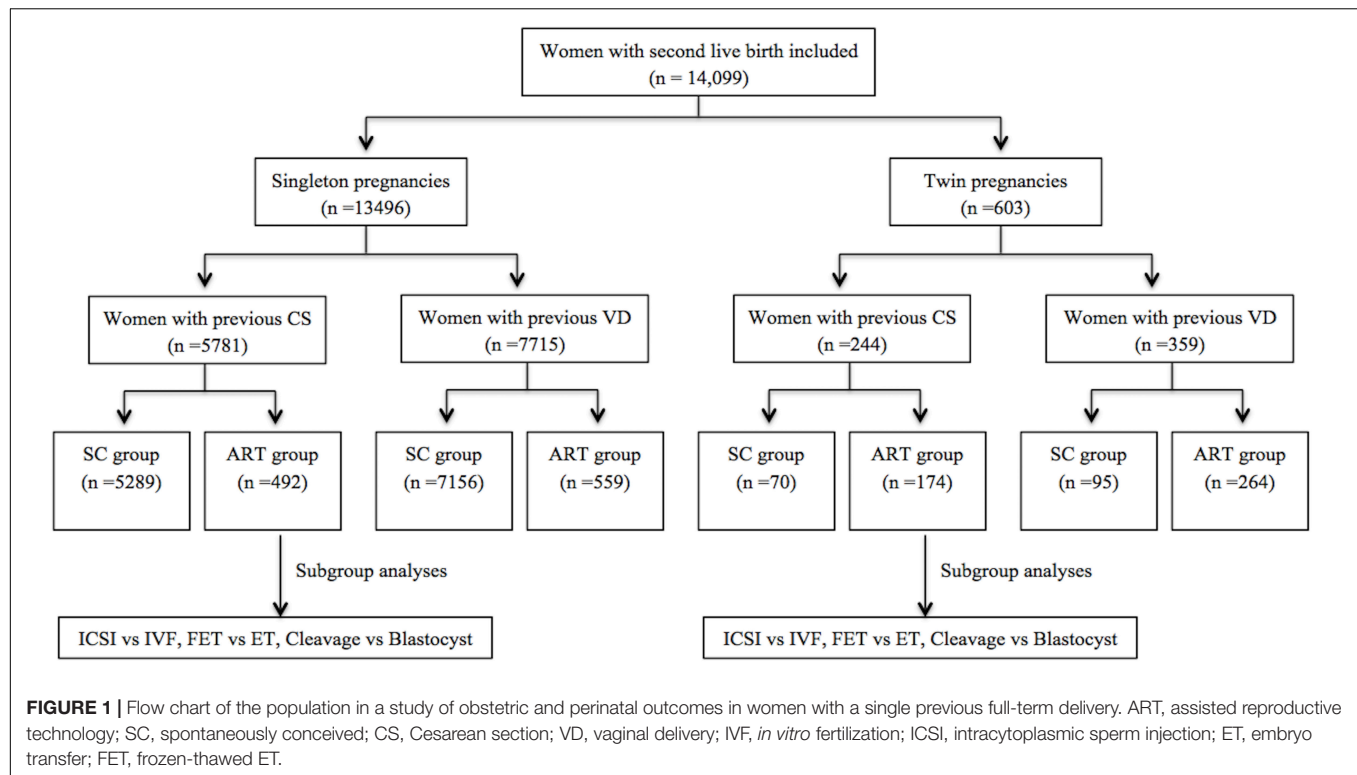 Women with second live birth included
(n = 14,099)
Singleton pregnancies
(n =13496)
Twin pregnancies
(n =603)
Women with previous CS
(n =5781)
Women with previous VD
(n =7715)
Women with previous CS
(n =244)
Women with previous VD
(n =359)
SC group
(n =5289)
ART group
(n =492)
SC group
(n =7156)
ART group
(n =559)
SC group
(n =70)
ART group
(n =174)
SC group
(n =95)
ART group
(n =264)
Subgroup analyses
Subgroup analyses
ICSI vs IVF, FET vs ET, Cleavage vs Blastocyst
ICSI vs IVF, FET vs ET, Cleavage vs Blastocyst
FIGURE 1 | Flow chart of the population in a study of obstetric and perinatal outcomes in women with a single previous full-term delivery. ART, assisted reproductive
technology; SC, spontaneously conceived; CS, Cesarean section; VD, vaginal delivery; IVF, in vitro fertilization; ICSI, intracytoplasmic sperm injection; ET, embryo
transfer; FET, frozen-thawed ET.